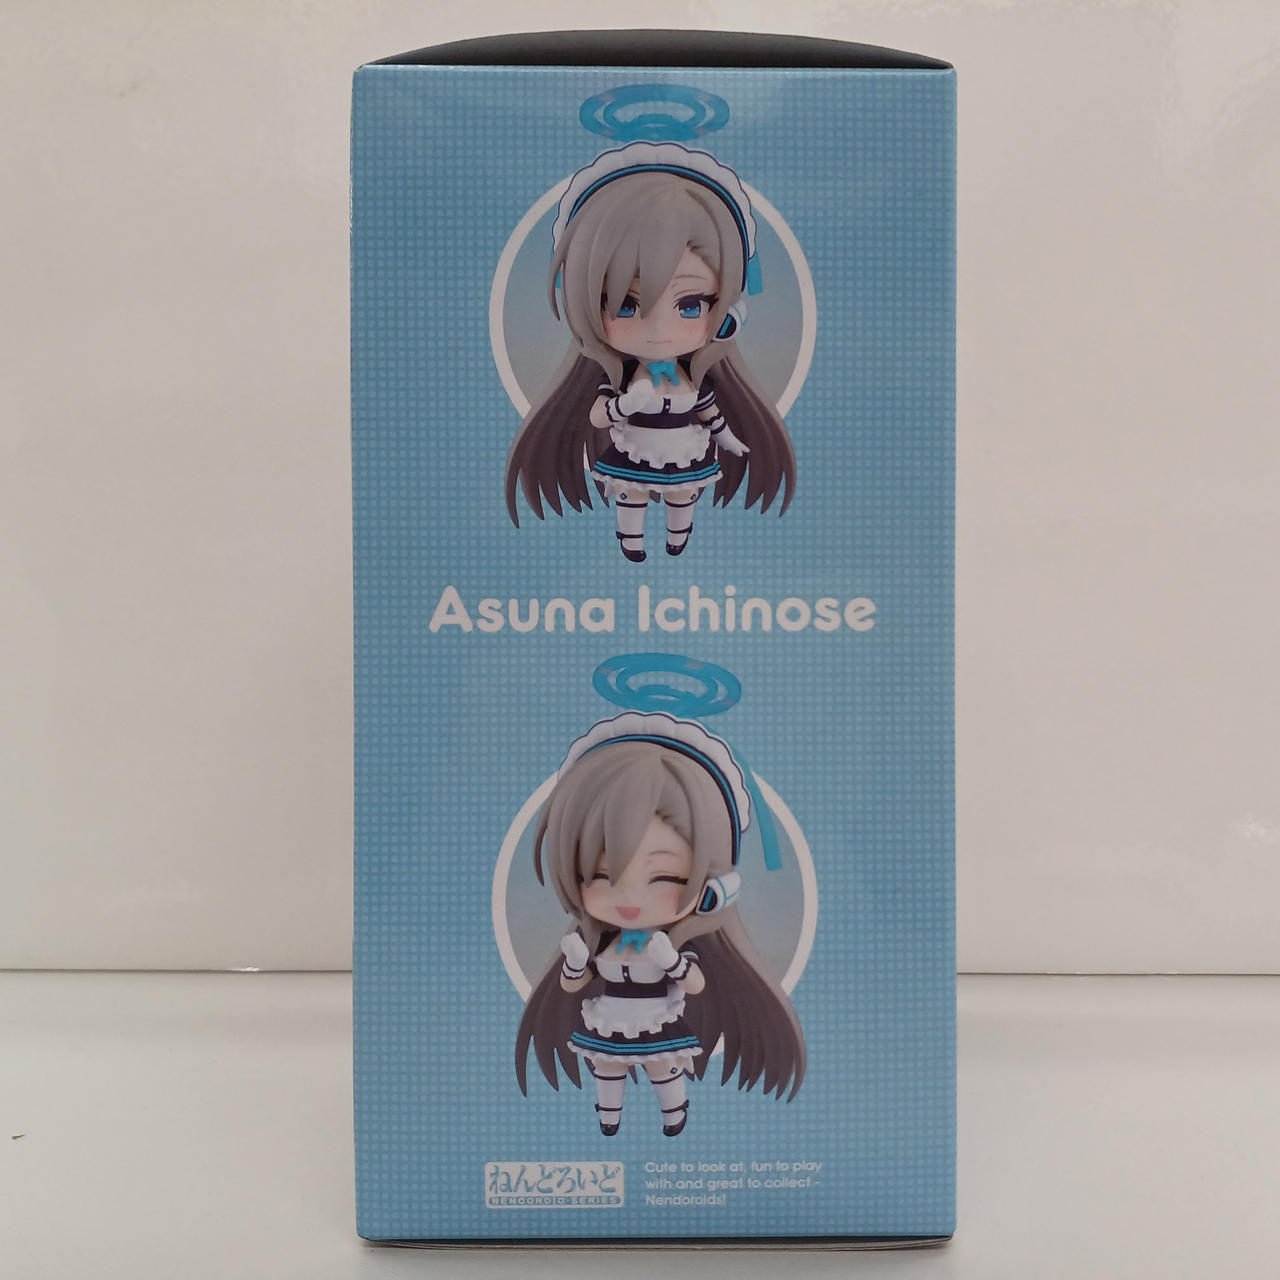 Asuna Ichinose
ねんどろいど
NENDOROID·SERIES
Cute to look at, fun to play
with and great to collect -
Nendoroids!